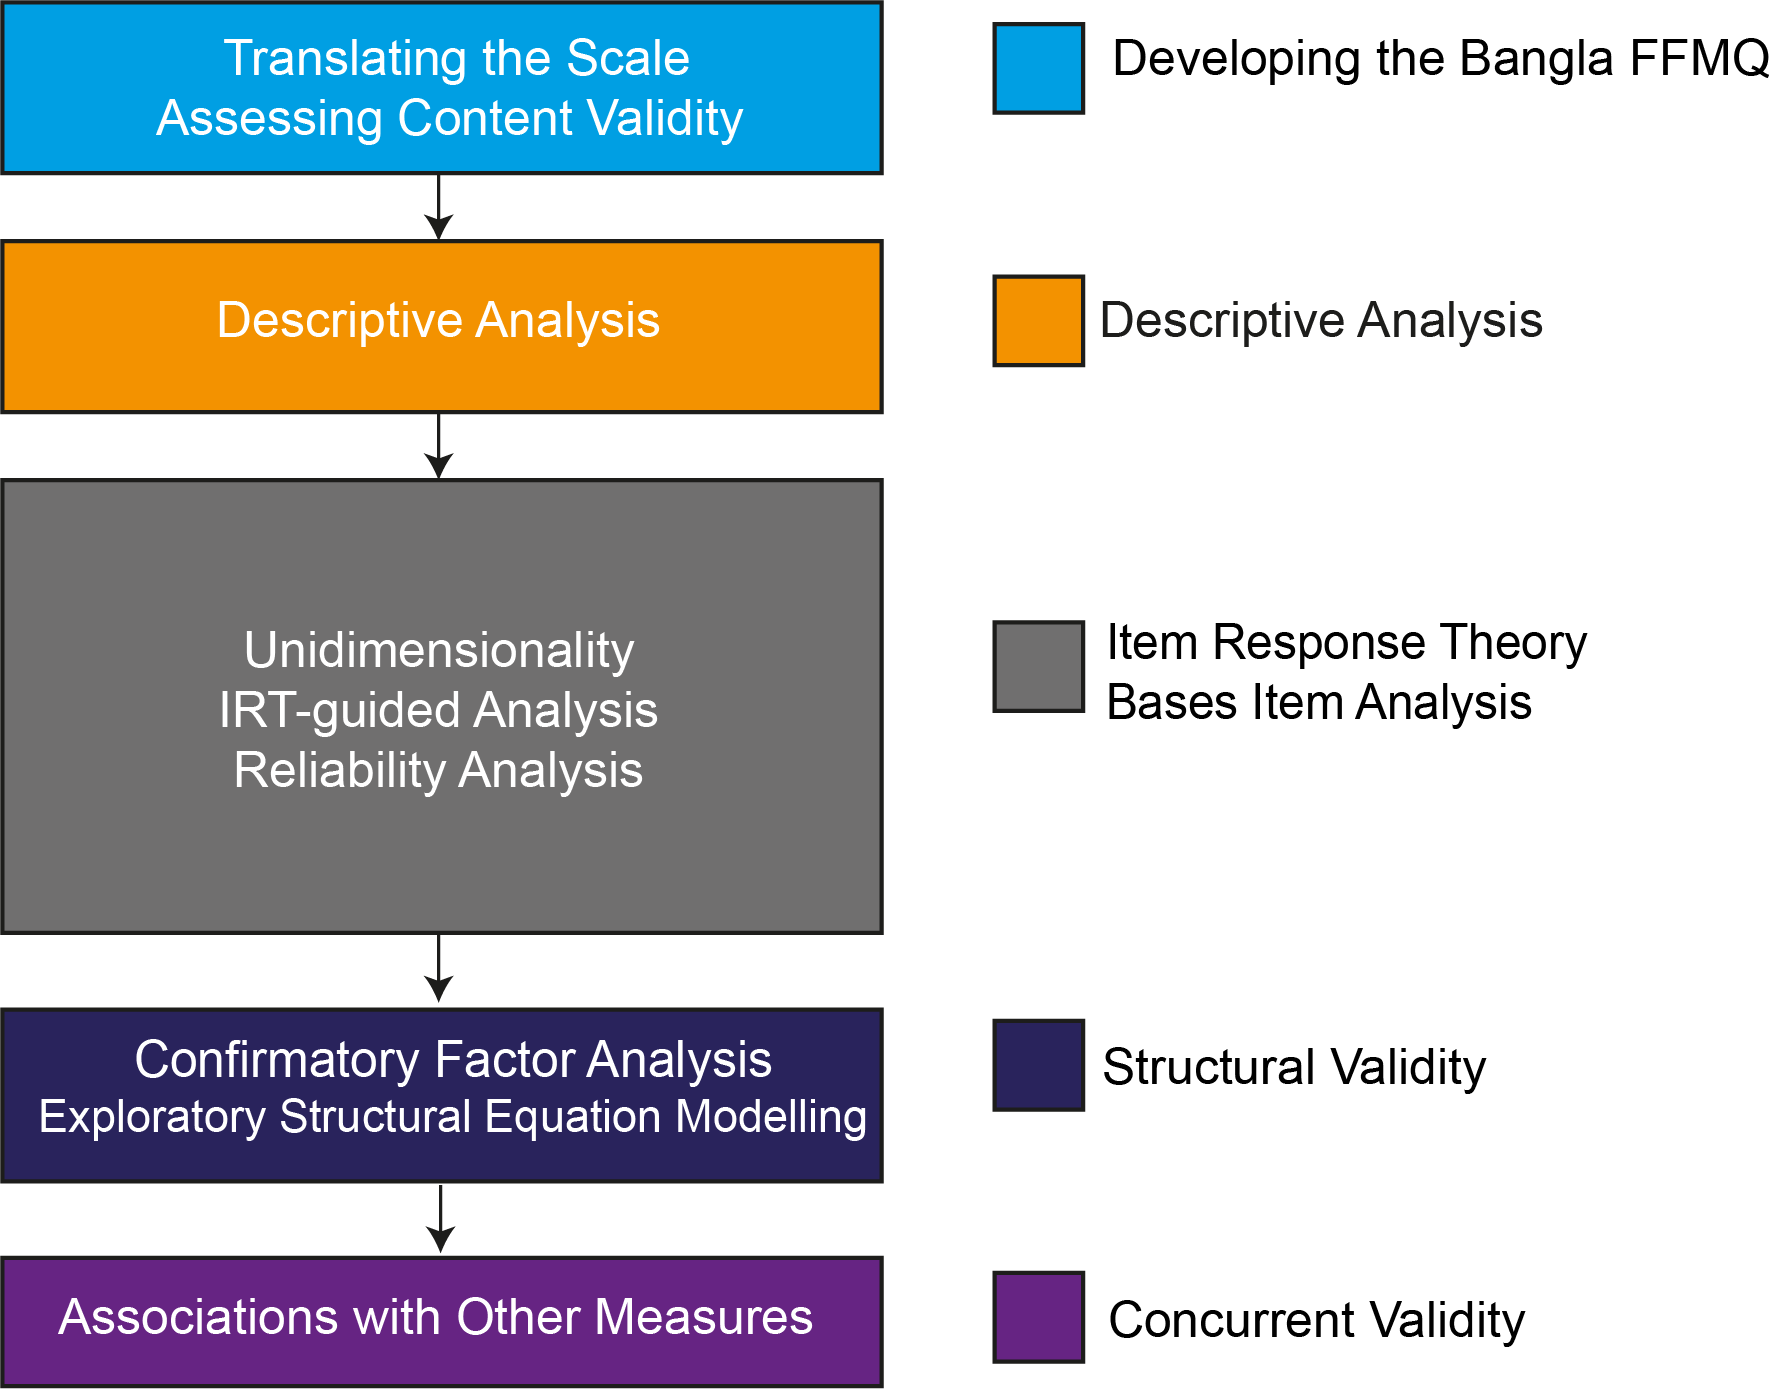 Translating the Scale
Assessing Content Validity
Developing the Bangla FFMQ
Descriptive Analysis
Descriptive Analysis
Unidimensionality
IRT-guided Analysis
Reliability Analysis
Item Response Theory
Bases Item Analysis
Confirmatory Factor Analysis
Exploratory Structural Equation Modelling
Structural Validity
Associations with Other Measures
Concurrent Validity